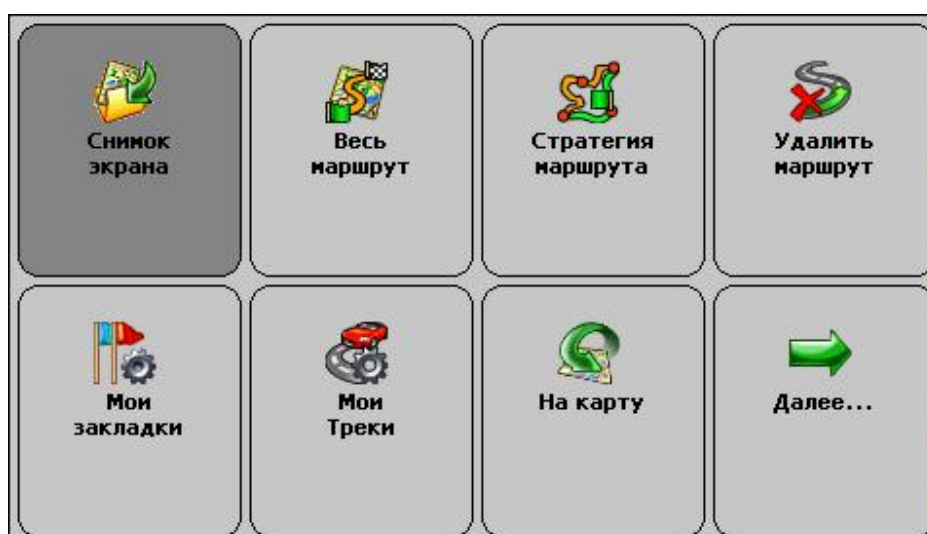 Снимок
экрана
Весь
маршрут
Стратегия
маршрута
Удалить
маршрут
Мои
закладки
Мои
Треки
На карту
Далее...